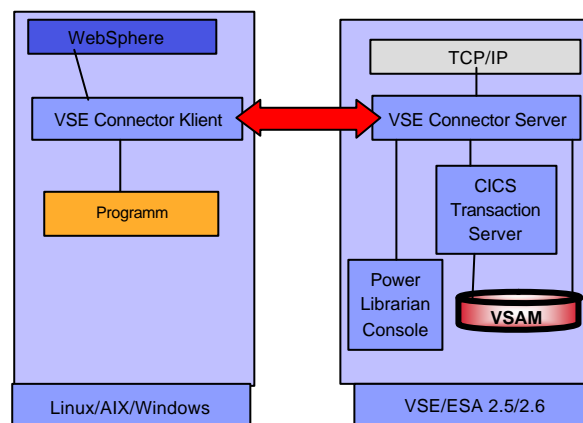 WebSphere
VSE Connector Klient
Programm
Linux/AIX/Windows
TCP/IP
VSE Connector Server
CICS
Transaction
Server
Power
Librarian
Console
VSAM
VSE/ESA 2.5/2.6